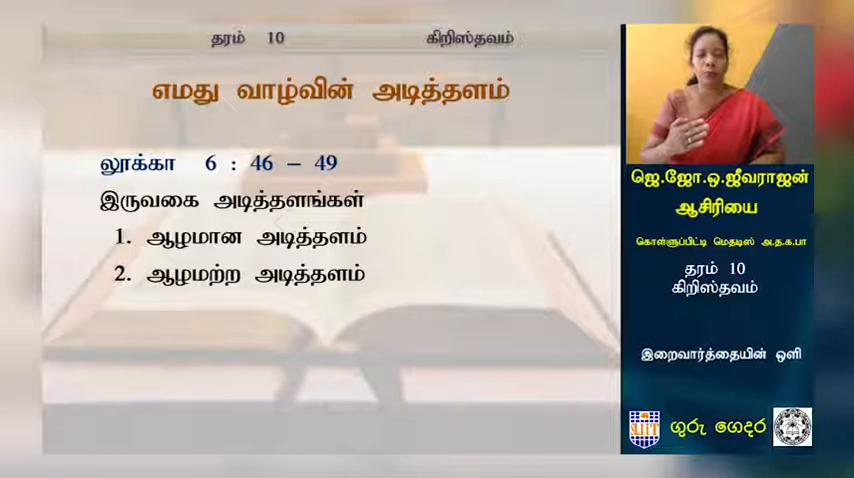 தரம் 10 கிறிஸ்தவம்
எமது வாழ்வின் அடித்தளம்
லூக்கா 6 : 46 – 49
இருவகை அடித்தளங்கள்
1. ஆழமான அடித்தளம்
2. ஆழமற்ற அடித்தளம்
ஜெ.ஜோ.ஒ.ஜீவராஜன்
ஆசிரியை
கொள்ளுப்பிட்டி மெதடிஸ் அ.த.க.பா
தரம் 10
கிறிஸ்தவம்
இறைவார்த்தையின் ஒளி
SLIIT ගුරු ගෙදර